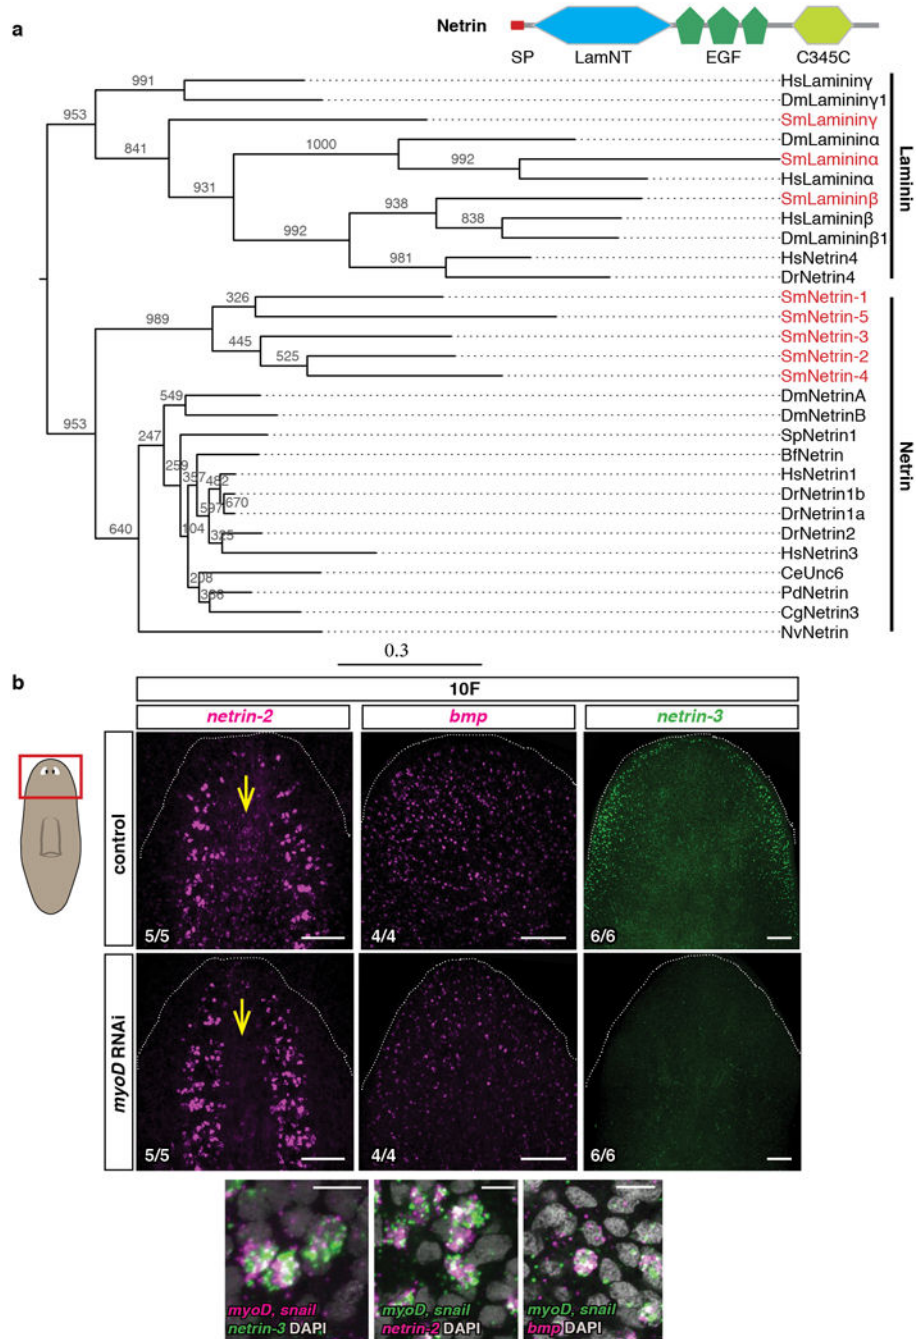 a
Netrin
SP LamNT EGF C345C
991
953
841
1000
992
931
938
838
992
981
326
989
445
525
549
953
247
259
357
482
670
597
104
325
640
208
HsLamininγ
DmLamininγ1
SmLamininγ
DmLamininα
SmLamininα
HsLamininα
SmLamininβ
HsLamininβ
DmLamininβ1
HsNetrin4
DrNetrin4
SmNetrin-1
SmNetrin-5
SmNetrin-3
SmNetrin-2
SmNetrin-4
DmNetrinA
DmNetrinB
SpNetrin1
BfNetrin
HsNetrin1
DrNetrin1b
DrNetrin1a
DrNetrin2
HsNetrin3
CeUnc6
PdNetrin
CgNetrin3
NvNetrin
Laminin
Netrin
0.3
b
10F
netrin-2 bmp netrin-3
control
5/5 4/4 6/6
myoD RNAi
5/5 4/4 6/6
myoD, snail
netrin-3 DAPI
myoD, snail
netrin-2 DAPI
myoD, snail
bmp DAPI